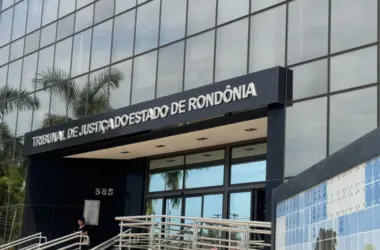 TRIBUNAL DE JUSTIÇA DO ESTADO DE RONDÔNIA
585